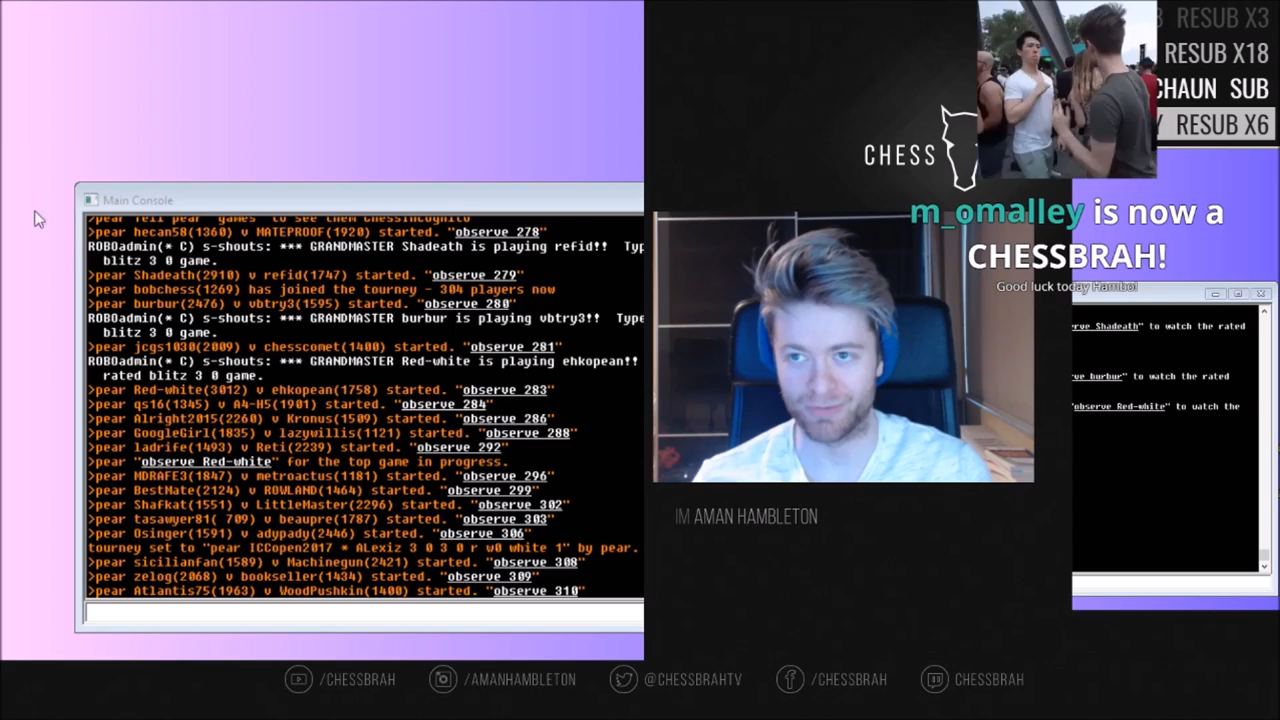 Main Console
>pear Tell pear "games" to see them ChessIncognito
>pear hecan58(1360) v MATEPROOF(1920) started. "observe 278"
ROBOadmin(* C) s-shouts: *** GRANDMASTER Shadeath is playing refid!! Typ
blitz 3 0 game.
>pear Shadeath(2910) v refid(1747) started. "observe 279"
>pear bobchess(1269) has joined the tourney - 304 players now
>pear burbur(2476) v vbtry3(1595) started. "observe 280"
ROBOadmin(* C) s-shouts: *** GRANDMASTER burbur is playing vbtry3!! Type
blitz 3 0 game.
>pear jcgs1030(2009) v chesscomet(1400) started. "observe 281"
ROBOadmin(* C) s-shouts: *** GRANDMASTER Red-white is playing ehkopean!!
rated blitz 3 0 game.
>pear Red-white(3012) v ehkopean(1758) started. "observe 283"
>pear qs16(1345) v A4-H5(1901) started. "observe 284"
>pear Alright2015(2260) v Kronus(1509) started. "observe 286"
>pear GoogleGirl(1835) v lazywillis(1121) started. "observe 288"
>pear ladrife(1493) v Reti(2239) started. "observe 292"
>pear "observe Red-white" for the top game in progress.
>pear MDRAFE3(1847) v metroactus(1181) started. "observe 296"
>pear BestMate(2124) v ROWLAND(1464) started. "observe 299"
>pear Shafkat(1551) v LittleMaster(2296) started. "observe 302"
>pear tasawyer81( 709) v beaupre(1787) started. "observe 303"
>pear Osinger(1591) v adypady(2446) started. "observe 306"
tourney set to "pear ICCopen2017 * ALexiz 3 0 3 0 r w0 white 1" by pear.
>pear sicilianfan(1589) v Machinegun(2421) started. "observe 308"
>pear zelog(2068) v bookseller(1434) started. "observe 309"
>pear Atlantis75(1963) v WoodPushkin(1400) started. "observe 310"
RESUB X3
RESUB X18
CHAUN SUB
RESUB X6
CHESS
m_omalley is now a
CHESSBRAH!
Good luck today Hambo!
rve Shadeath" to watch the rated
ve burbur" to watch the rated
"observe Red-white" to watch the
IM AMAN HAMBLETON
/CHESSBRAH
/AMANHAMBLETON
@CHESSBRAHTV
/CHESSBRAH
CHESSBRAH